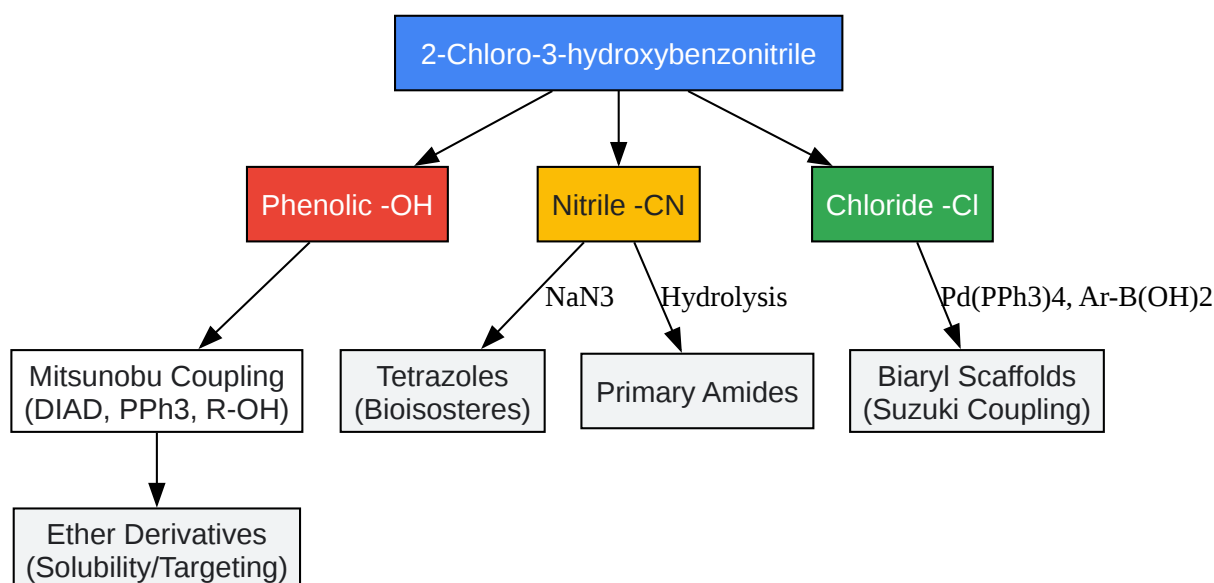 2-Chloro-3-hydroxybenzonitrile
Phenolic -OH
Nitrile -CN
Chloride -Cl
NaN3
Hydrolysis
Pd(PPh3)4, Ar-B(OH)2
Mitsunobu Coupling
(DIAD, PPh3, R-OH)
Tetrazoles
(Bioisosteres)
Primary Amides
Biaryl Scaffolds
(Suzuki Coupling)
Ether Derivatives
(Solubility/Targeting)